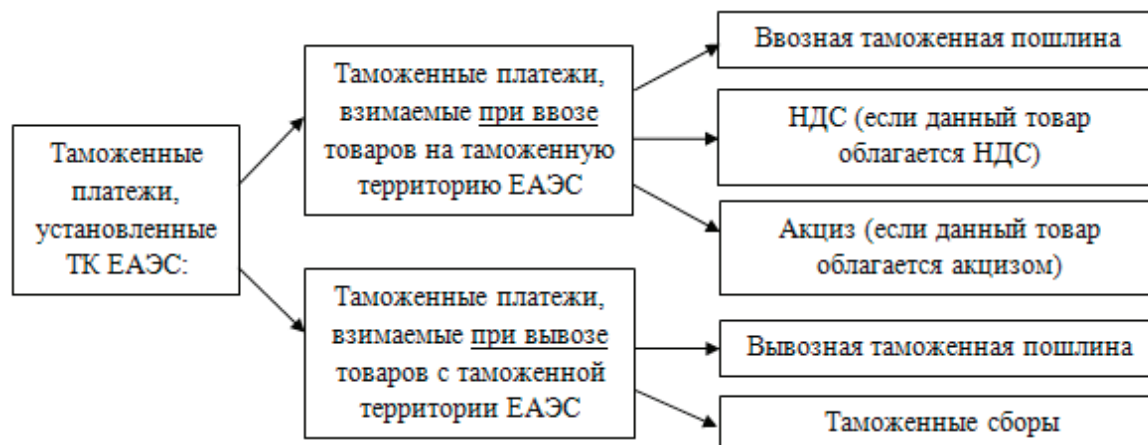 Таможенные
платежи,
установленные
ТК ЕАЭС:
Таможенные платежи,
взимаемые при ввозе
товаров на таможенную
территорию ЕАЭС
Ввозная таможенная пошлина
НДС (если данный товар
облагается НДС)
Акциз (если данный товар
облагается акцизом)
Таможенные платежи,
взимаемые при вывозе
товаров с таможенной
территории ЕАЭС
Вывозная таможенная пошлина
Таможенные сборы